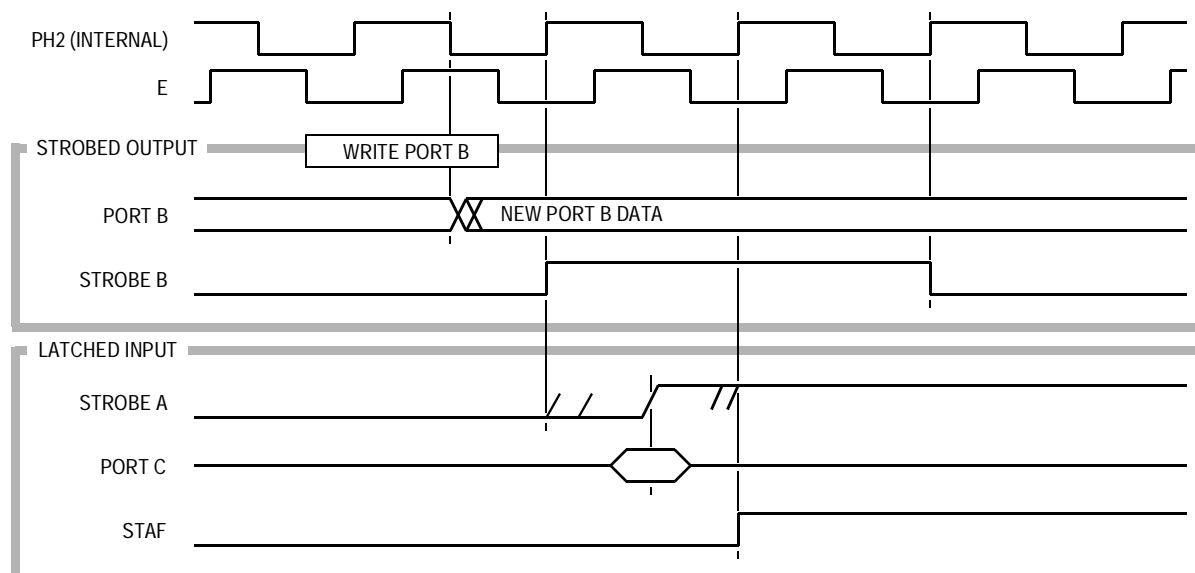 PH2 (INTERNAL)
E
STROBED OUTPUT
WRITE PORT B
PORT B
NEW PORT B DATA
STROBE B
LATCHED INPUT
STROBE A
PORT C
STAF